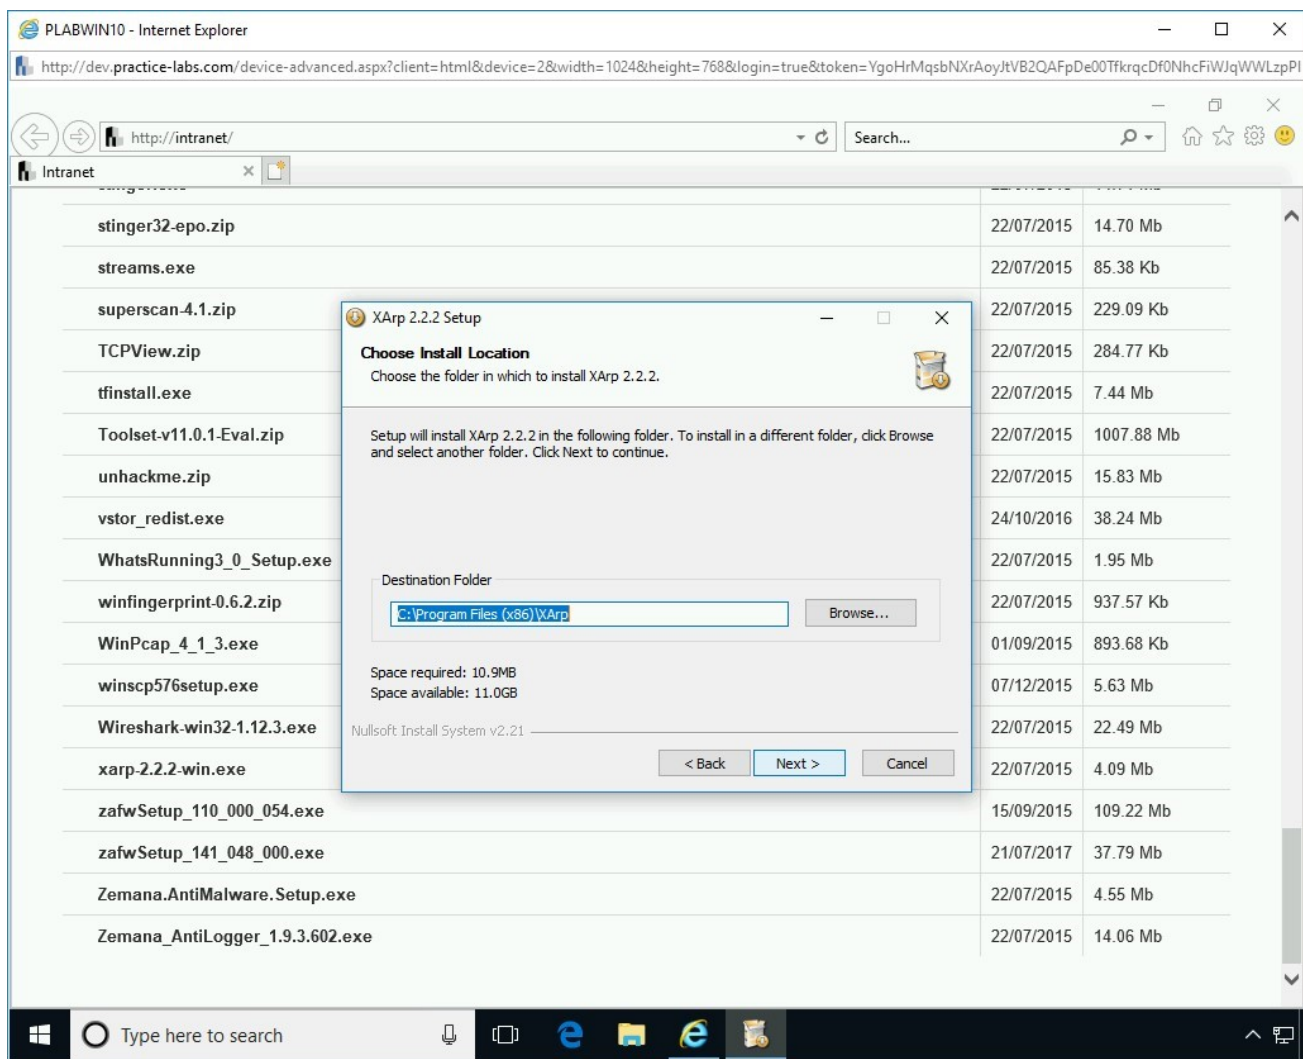 PLABWIN10 - Internet Explorer
http://dev.practice-labs.com/device-advanced.aspx?client=html&device=2&width=1024&height=768&login=true&token=
http://intranet/
Search...
Intranet
stinger32-epo.zip 22/07/2015 14.70 Mb
streams.exe 22/07/2015 85.38 Kb
superscan-4.1.zip 22/07/2015 229.09 Kb
TCPView.zip 22/07/2015 284.77 Kb
tfinstall.exe 22/07/2015 7.44 Mb
Toolset-v11.0.1-Eval.zip 22/07/2015 1007.88 Mb
unhackme.zip 22/07/2015 15.83 Mb
vstor_redist.exe 24/10/2016 38.24 Mb
WhatsRunning3_0_Setup.exe 22/07/2015 1.95 Mb
winfingerprint-0.6.2.zip 22/07/2015 937.57 Kb
WinPcap_4_1_3.exe 01/09/2015 893.68 Kb
winscp576setup.exe 07/12/2015 5.63 Mb
Wireshark-win32-1.12.3.exe 22/07/2015 22.49 Mb
xarp-2.2.2-win.exe 22/07/2015 4.09 Mb
zafwSetup_110_000_054.exe 15/09/2015 109.22 Mb
zafwSetup_141_048_000.exe 21/07/2017 37.79 Mb
Zemana.AntiMalware.Setup.exe 22/07/2015 4.55 Mb
Zemana_AntiLogger_1.9.3.602.exe 22/07/2015 14.06 Mb
XArp 2.2.2 Setup
Choose Install Location
Choose the folder in which to install XArp 2.2.2.
Setup will install XArp 2.2.2 in the following folder. To install in a different folder, click Browse
and select another folder. Click Next to continue.
Destination Folder
C:\Program Files (x86)\XArp
Browse...
Space required: 10.9MB
Space available: 11.0GB
Nullsoft Install System v2.21
< Back Next > Cancel
Type here to search